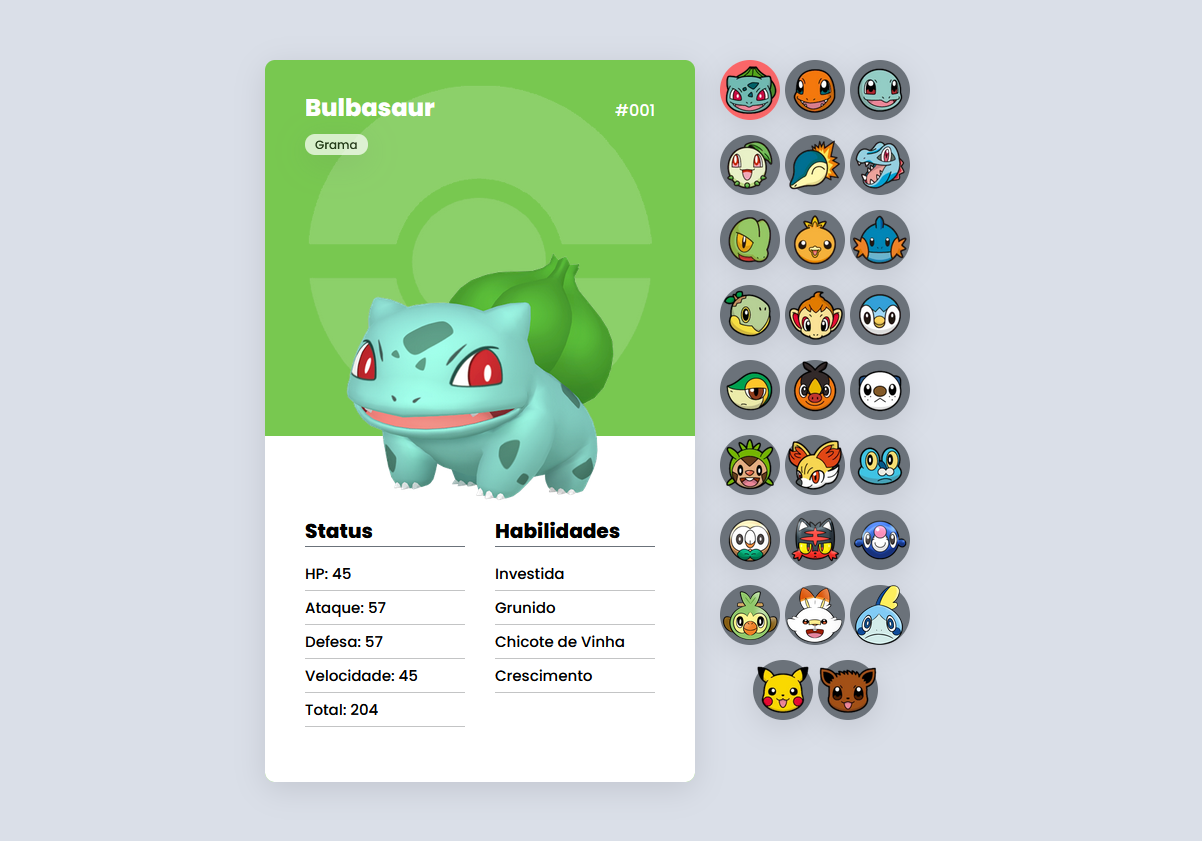 Bulbasaur
#001
Grama
Status
HP: 45
Ataque: 57
Defesa: 57
Velocidade: 45
Total: 204
Habilidades
Investida
Grunido
Chicote de Vinha
Crescimento